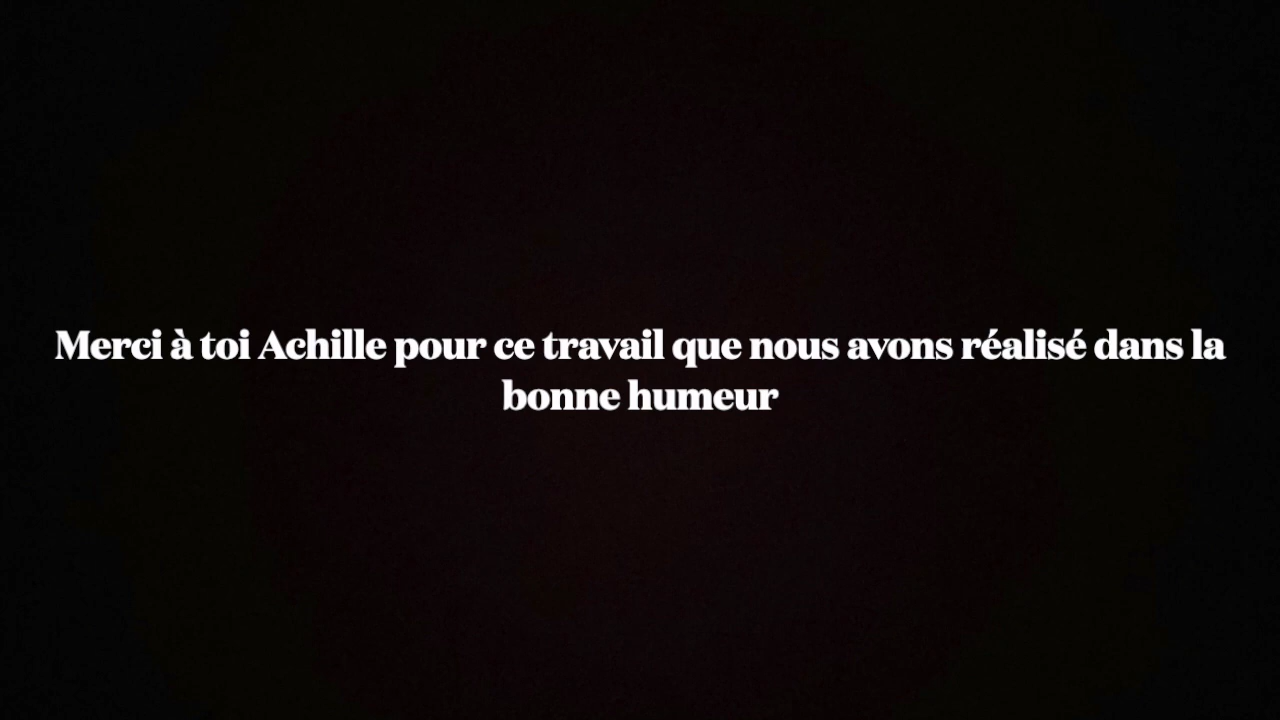 Merci à toi Achille pour ce travail que nous avons réalisé dans la
bonne humeur